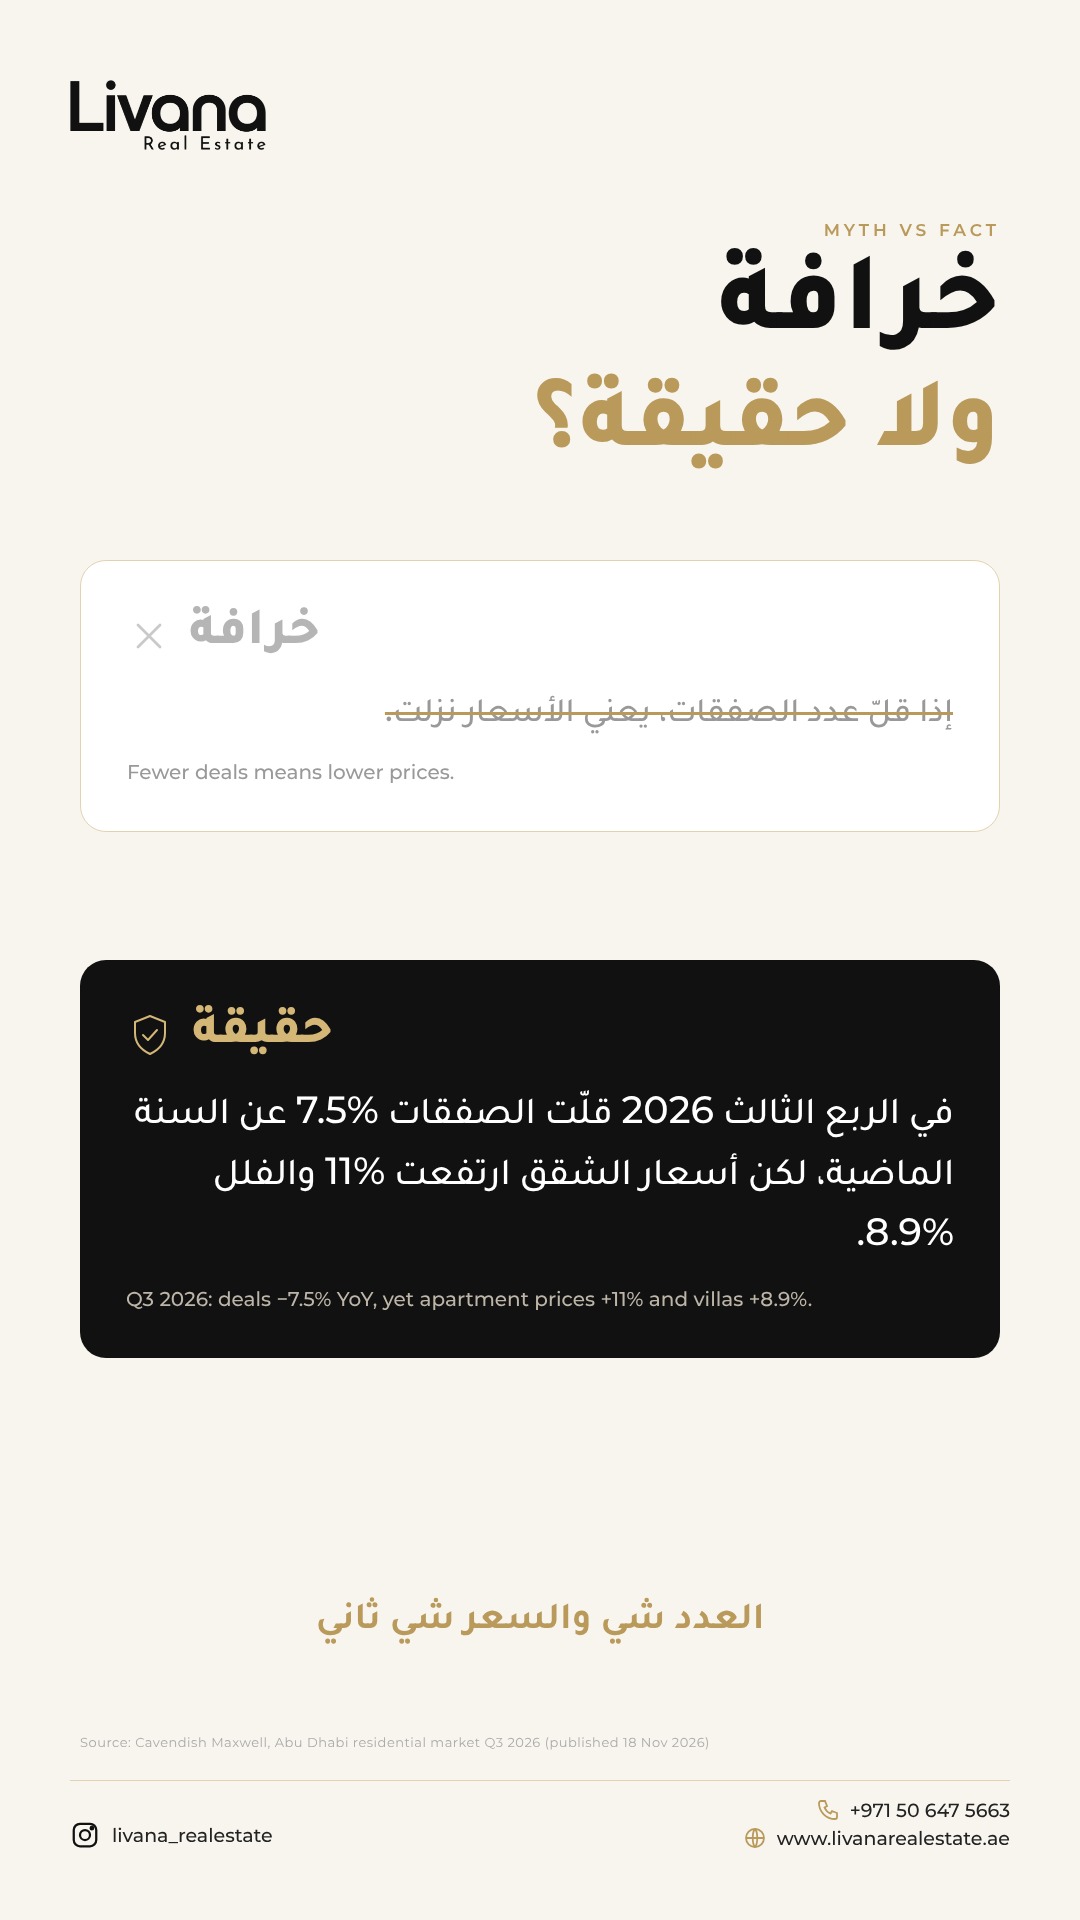 Livana
Real Estate
MYTH VS FACT
خرافة
ولا حقيقة؟
خرافة
إذا قلّ عدد الصفقات، يعني الأسعار نزلت.
Fewer deals means lower prices.
حقيقة
في الربع الثالث 2026 قلّت الصفقات 7.5% عن السنة
الماضية، لكن أسعار الشقق ارتفعت 11% والفلل
8.9%.
Q3 2026: deals −7.5% YoY, yet apartment prices +11% and villas +8.9%.
العدد شي والسعر شي ثاني
Source: Cavendish Maxwell, Abu Dhabi residential market Q3 2026 (published 18 Nov 2026)
livana_realestate
+971 50 647 5663
www.livanarealestate.ae